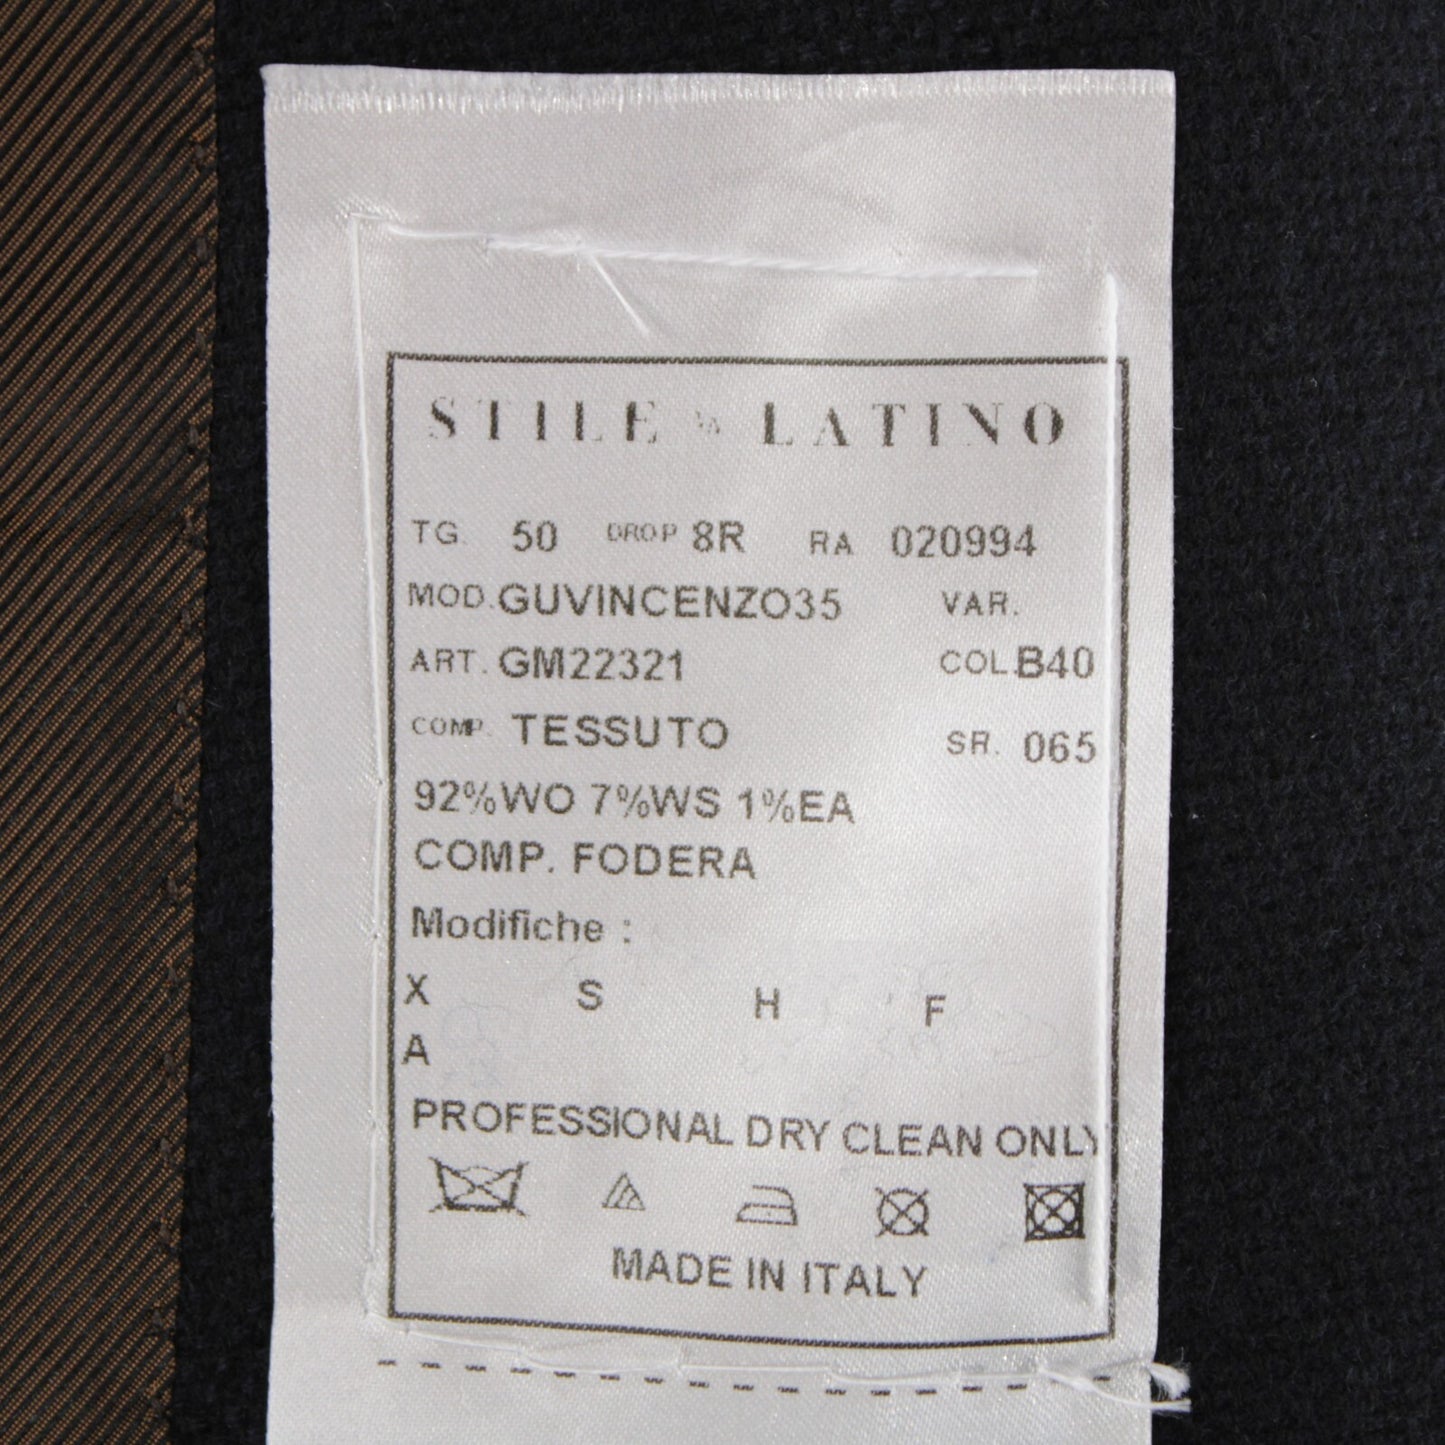 STILE LATINO
TG. 50 DROP 8R RA 020994
MOD. GUVINCENZO35 VAR.
ART. GM22321 COL. B40
COMP. TESSUTO SR. 065
92%WO 7%WS 1%EA
COMP. FODERA
Modifiche :
X S H F
A
PROFESSIONAL DRY CLEAN ONLY
MADE IN ITALY